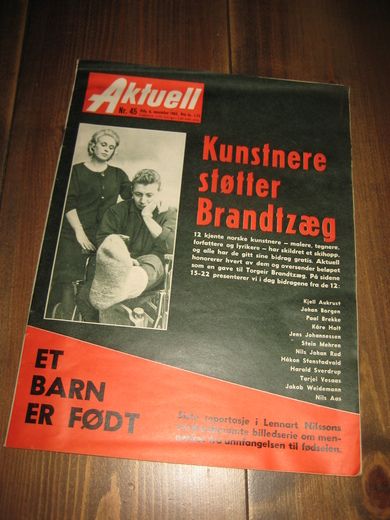 Aktuell
Nr. 45
Kunstnere
støtter
Brandtzæg
12 kjente norske kunstnere – malere, tegnere,
forfattere og lyrikere – har skildret et skihopp,
og alle har de gitt sine bidrag gratis. Aktuell
honorerer hvert av dem og oversender beløpet
som en gave til Torgeir Brandtzæg. På sidene
15–22 presenterer vi i dag bidragene fra de 12:
Kjell Aukrust
Johan Borgen
Paal Brekke
Kåre Holt
Jens Johannessen
Stein Mehren
Nils Johan Rud
Håkon Stenstadvold
Harald Sverdrup
Tarjei Vesaas
Jakob Weidemann
Nils Aas
ET
BARN
ER FØDT
Siste reportasje i Lennart Nilssons
billedserie om men-
fra unnfangelsen til fødselen.